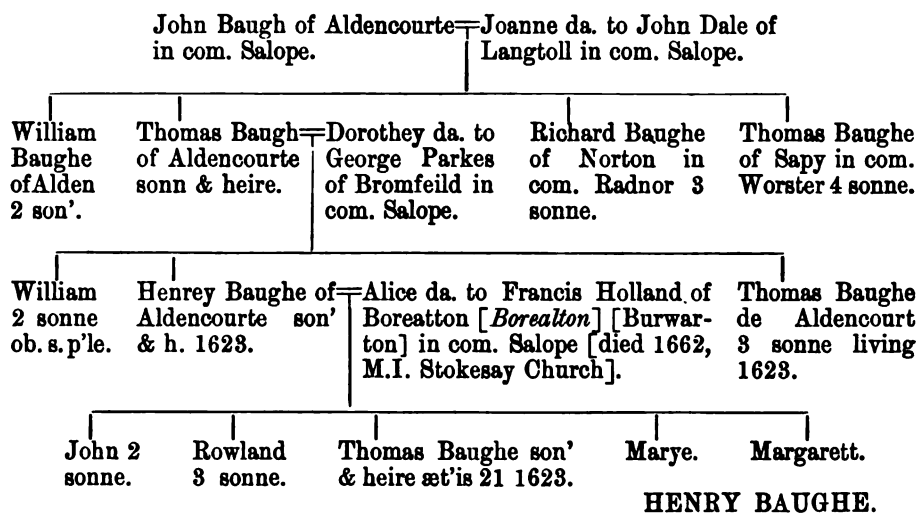 John Baugh of Aldencourte
in com. Salope.
Joanne da. to John Dale of
Langtoll in com. Salope.
William
Baughe
of Alden
2 son'.
Thomas Baugh
of Aldencourte
sonn & heire.
Dorothey da. to
George Parkes
of Bromfeild in
com. Salope.
Richard Baughe
of Norton in
com. Radnor 3
sonne.
Thomas Baughe
of Sapy in com.
Worster 4 sonne.
William
2 sonne
ob. s. p'le.
Henrey Baughe of
Aldencourte son'
& h. 1623.
Alice da. to Francis Holland of
Boreatton [Borealton] [Burwar-
ton] in com. Salope [died 1662,
M.I. Stokesay Church].
Thomas Baughe
de Aldencourt
3 sonne living
1623.
John 2
sonne.
Rowland
3 sonne.
Thomas Baughe son'
& heire æt'is 21 1623.
Marye.
Margarett.
HENRY BAUGHE.